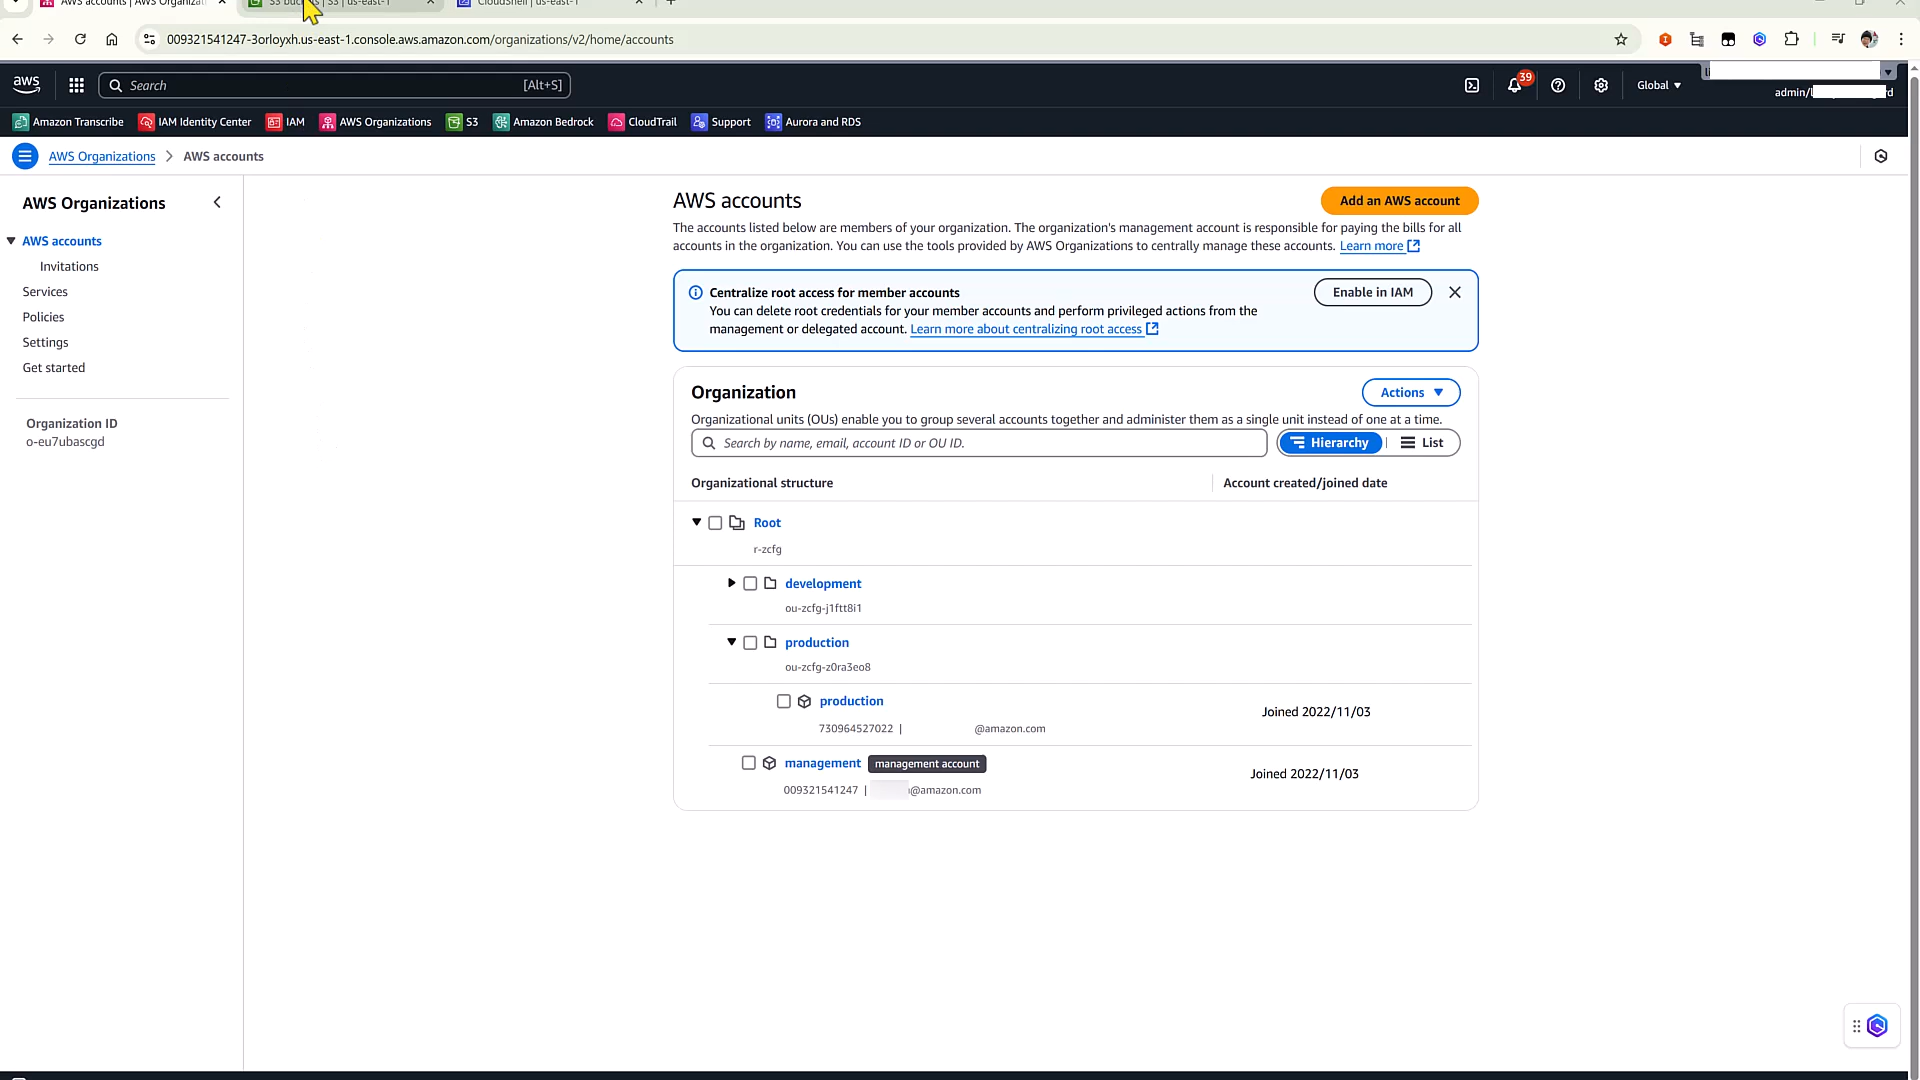 AWS accounts | AWS Organizat
S3 buckets | S3 | us-east-1
CloudShell | us-east-1
009321541247-3orloyxh.us-east-1.console.aws.amazon.com/organizations/v2/home/accounts
aws
Search
[Alt+S]
39
Global
admin/
Amazon Transcribe
IAM Identity Center
IAM
AWS Organizations
S3
Amazon Bedrock
CloudTrail
Support
Aurora and RDS
AWS Organizations
AWS accounts
AWS Organizations
AWS accounts
Invitations
Services
Policies
Settings
Get started
Organization ID
o-eu7ubascgd
AWS accounts
Add an AWS account
The accounts listed below are members of your organization. The organization's management account is responsible for paying the bills for all
accounts in the organization. You can use the tools provided by AWS Organizations to centrally manage these accounts. Learn more
Centralize root access for member accounts
Enable in IAM
You can delete root credentials for your member accounts and perform privileged actions from the
management or delegated account. Learn more about centralizing root access
Organization
Actions
Organizational units (OUs) enable you to group several accounts together and administer them as a single unit instead of one at a time.
Search by name, email, account ID or OU ID.
Hierarchy
List
Organizational structure
Account created/joined date
Root
r-zcfg
development
ou-zcfg-j1ftt8i1
production
ou-zcfg-z0ra3eo8
production
Joined 2022/11/03
730964527022 | @amazon.com
management management account
Joined 2022/11/03
009321541247 | @amazon.com